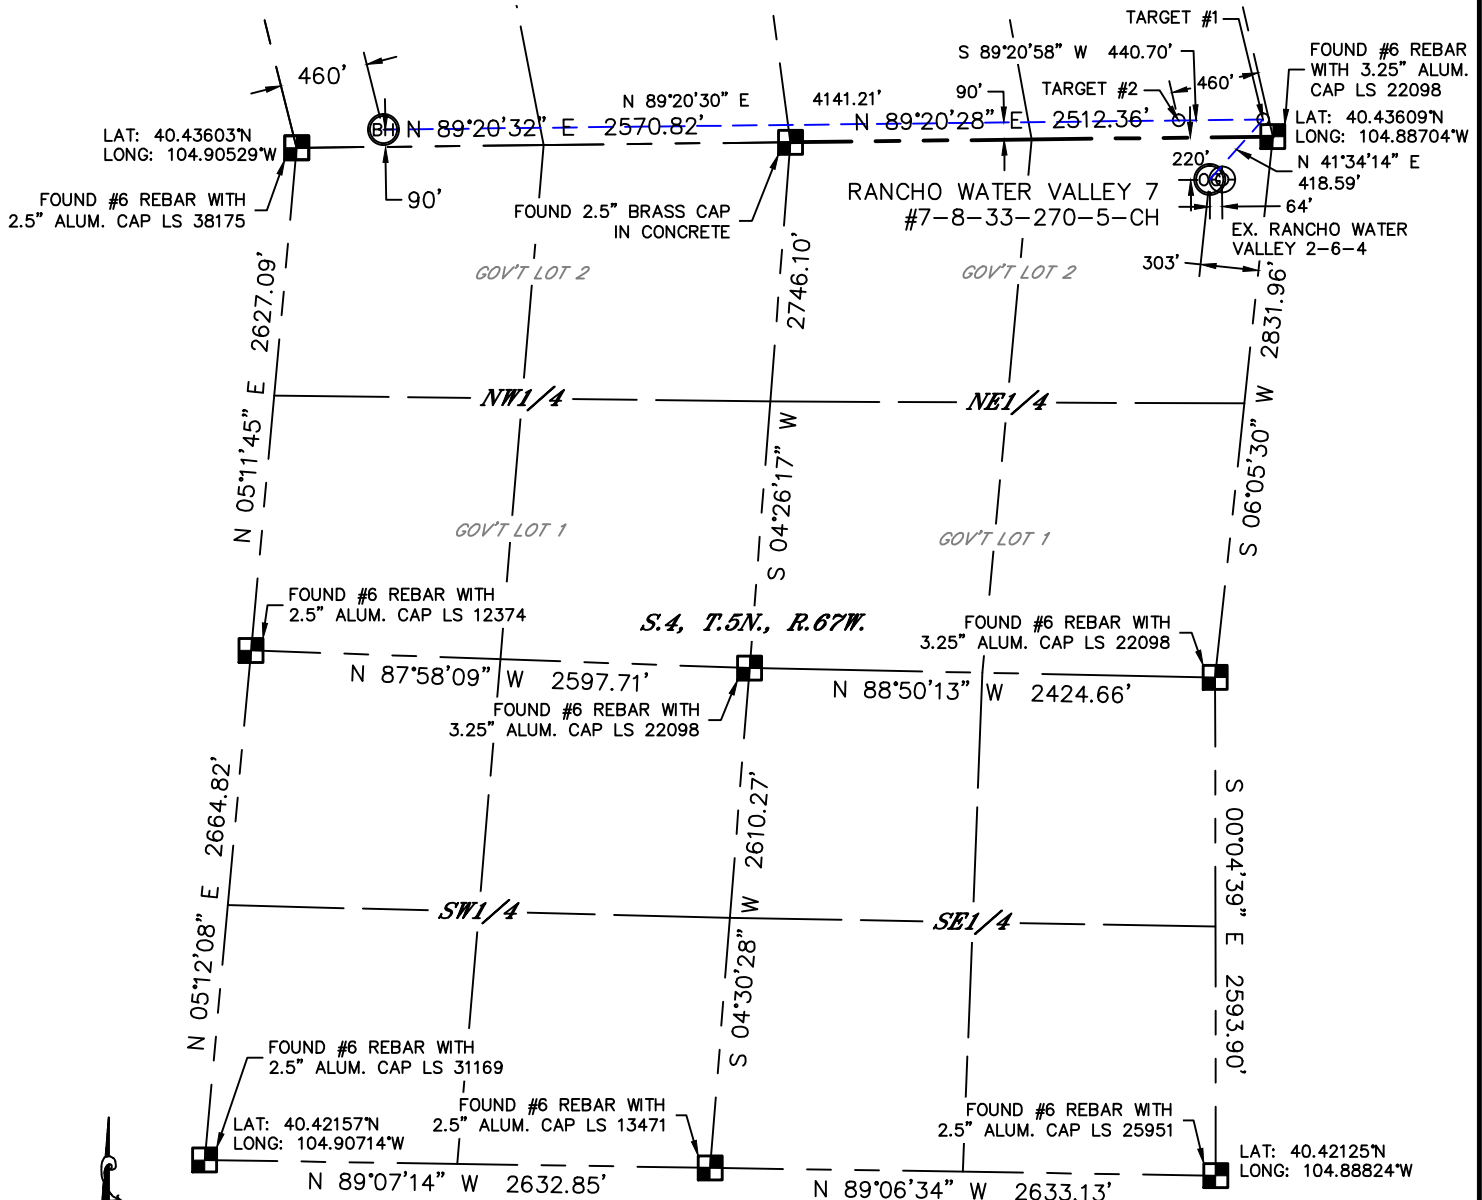 TARGET #1
S 89°20'58" W 440.70'
FOUND #6 REBAR
WITH 3.25" ALUM.
CAP LS 22098
460'
460'
TARGET #2
90'
N 89°20'30" E 4141.21'
BH
N 89°20'32" E 2570.82'
N 89°20'28" E 2512.36'
LAT: 40.43603°N
LONG: 104.90529°W
LAT: 40.43609°N
LONG: 104.88704°W
220'
N 41°34'14" E
418.59'
FOUND #6 REBAR WITH
2.5" ALUM. CAP LS 38175
90'
FOUND 2.5" BRASS CAP
IN CONCRETE
RANCHO WATER VALLEY 7
#7-8-33-270-5-CH
64'
EX. RANCHO WATER
VALLEY 2-6-4
303'
GOV'T LOT 2
GOV'T LOT 2
N 05°11'45" E 2627.09'
S 04°26'17" W 2746.10'
S 06°05'30" W 2831.96'
NW1/4
NE1/4
GOV'T LOT 1
GOV'T LOT 1
FOUND #6 REBAR WITH
2.5" ALUM. CAP LS 12374
S.4, T.5N., R.67W.
FOUND #6 REBAR WITH
3.25" ALUM. CAP LS 22098
N 87°58'09" W 2597.71'
N 88°50'13" W 2424.66'
FOUND #6 REBAR WITH
3.25" ALUM. CAP LS 22098
N 05°12'08" E 2664.82'
S 04°30'28" W 2610.27'
S 00°04'39" E 2593.90'
SW1/4
SE1/4
FOUND #6 REBAR WITH
2.5" ALUM. CAP LS 31169
LAT: 40.42157°N
LONG: 104.90714°W
FOUND #6 REBAR WITH
2.5" ALUM. CAP LS 13471
FOUND #6 REBAR WITH
2.5" ALUM. CAP LS 25951
LAT: 40.42125°N
LONG: 104.88824°W
N 89°07'14" W 2632.85'
N 89°06'34" W 2633.13'